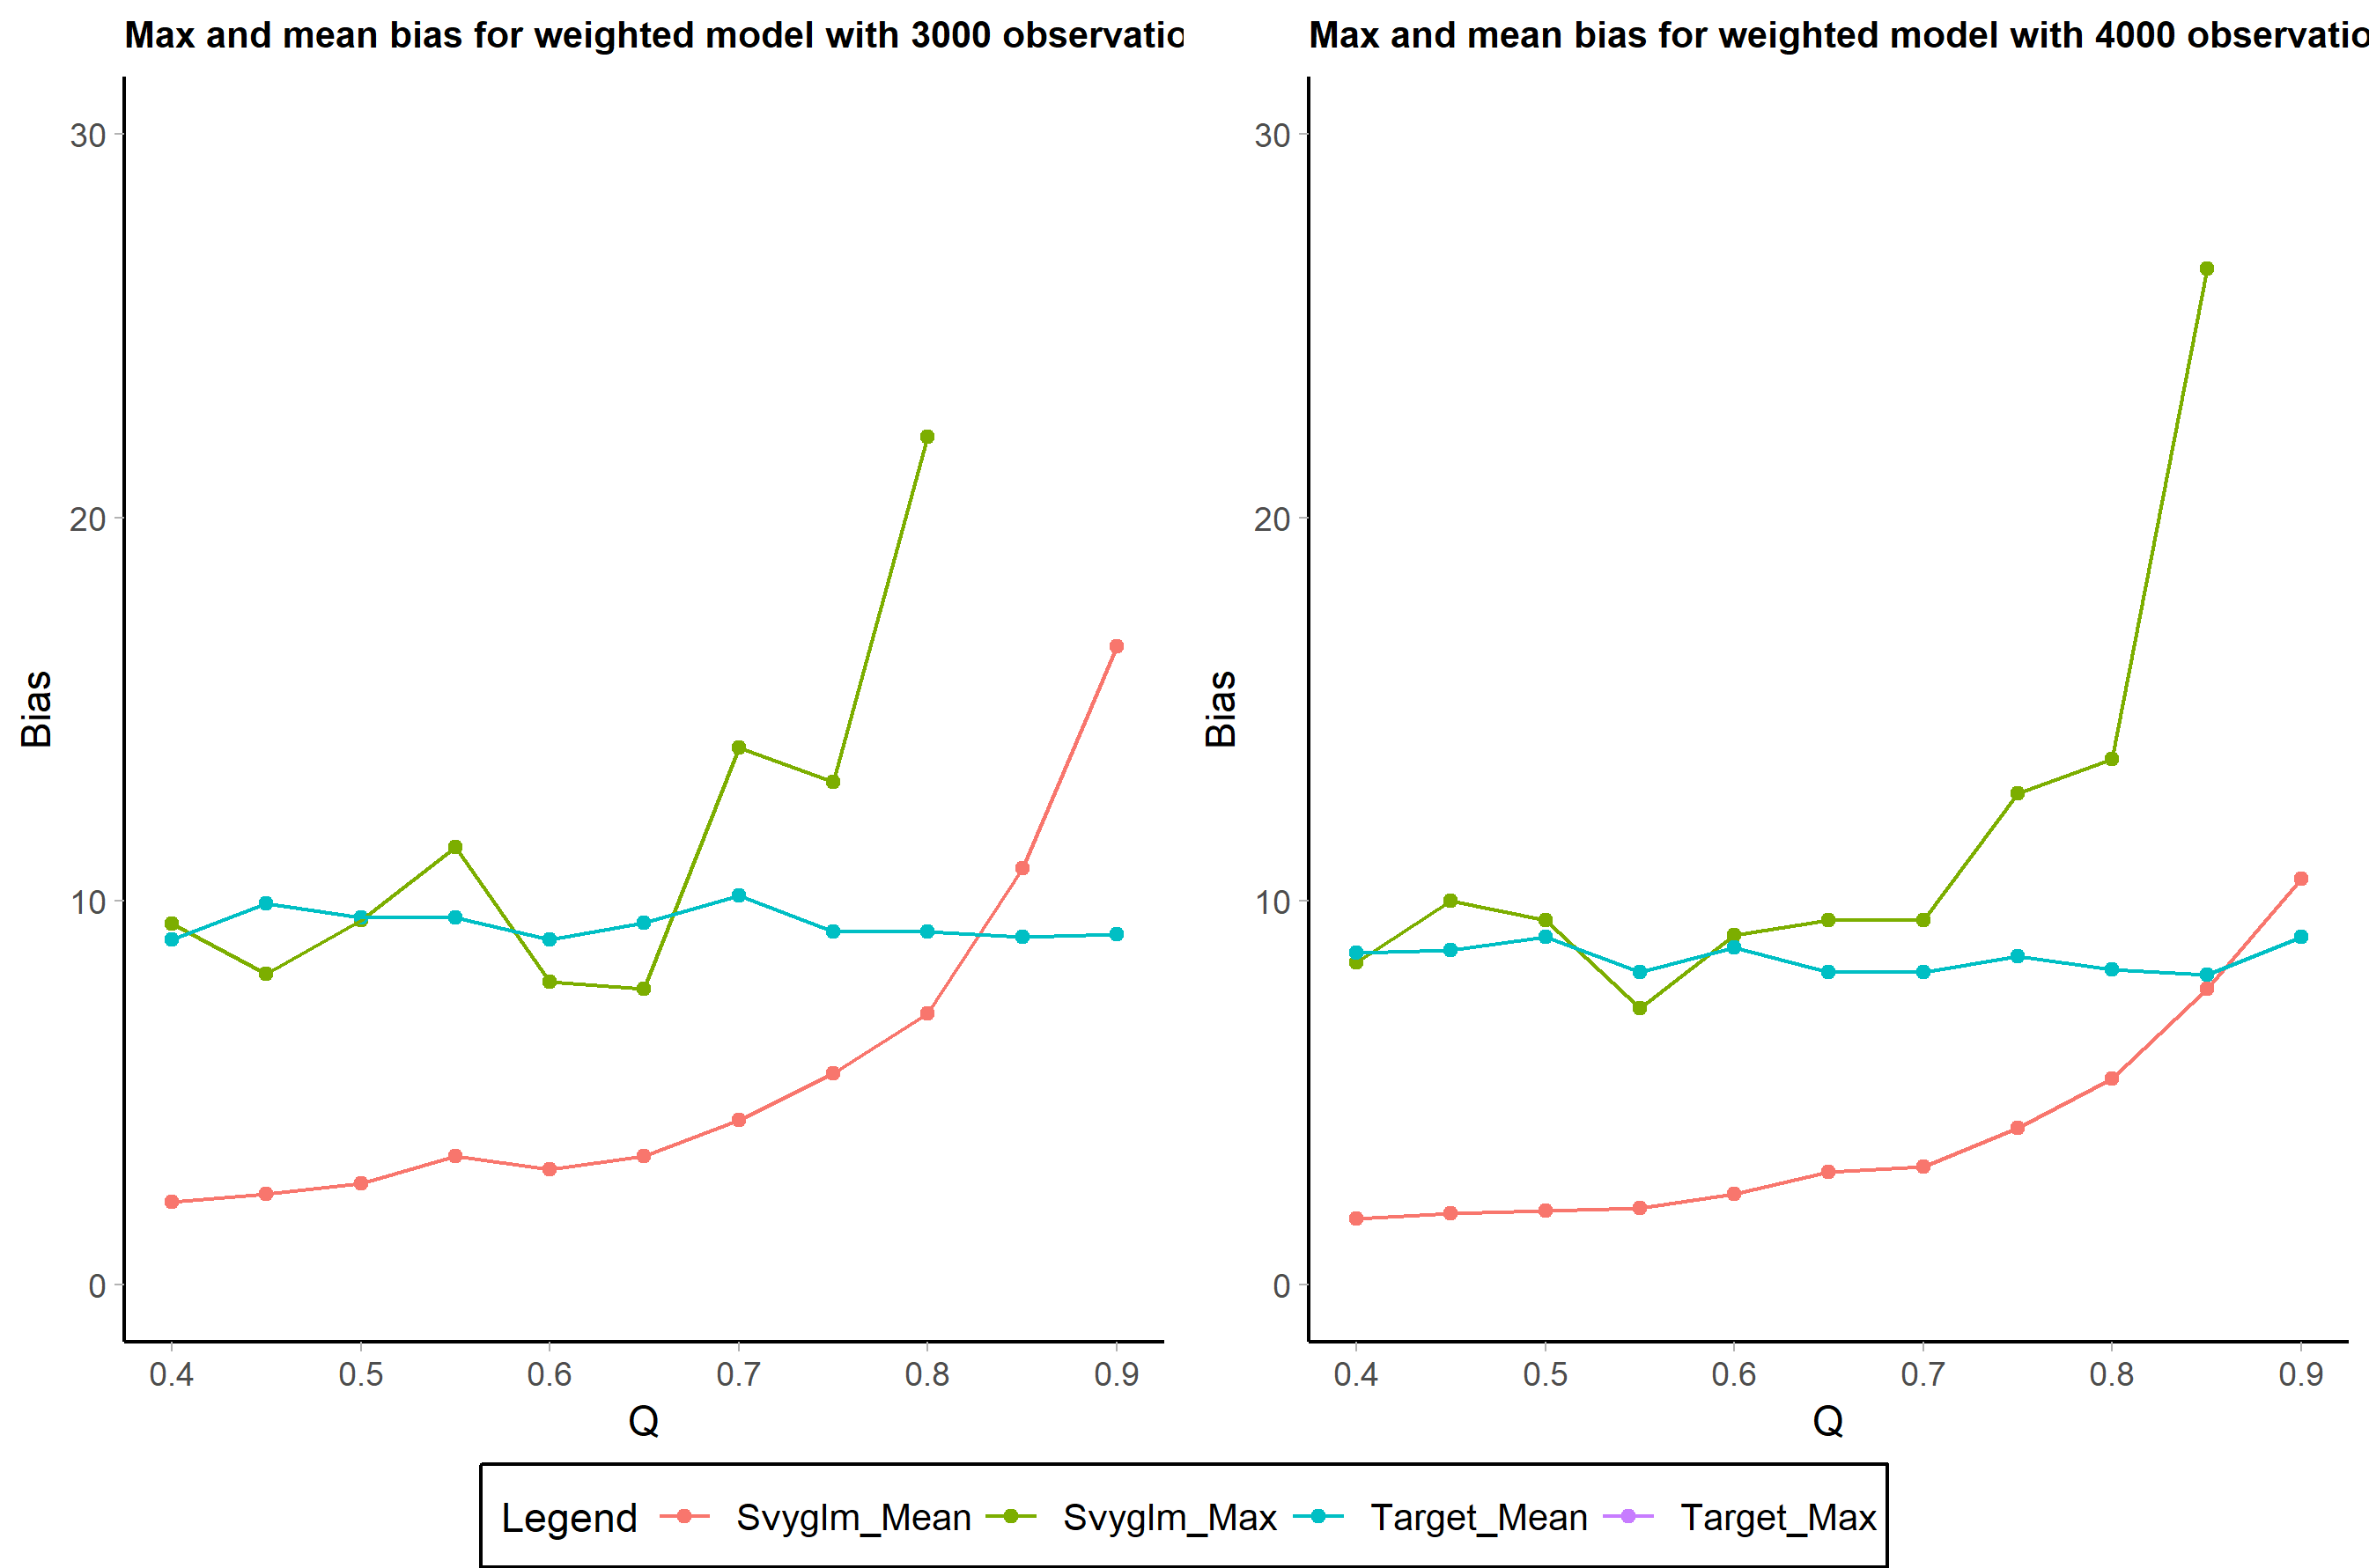 Max and mean bias for weighted model with 3000 observatio
30
20
10
0
Bias
0.4 0.5 0.6 0.7 0.8 0.9
Q
Max and mean bias for weighted model with 4000 observatio
30
20
10
0
Bias
0.4 0.5 0.6 0.7 0.8 0.9
Q
Legend Svyglm_Mean Svyglm_Max Target_Mean Target_Max